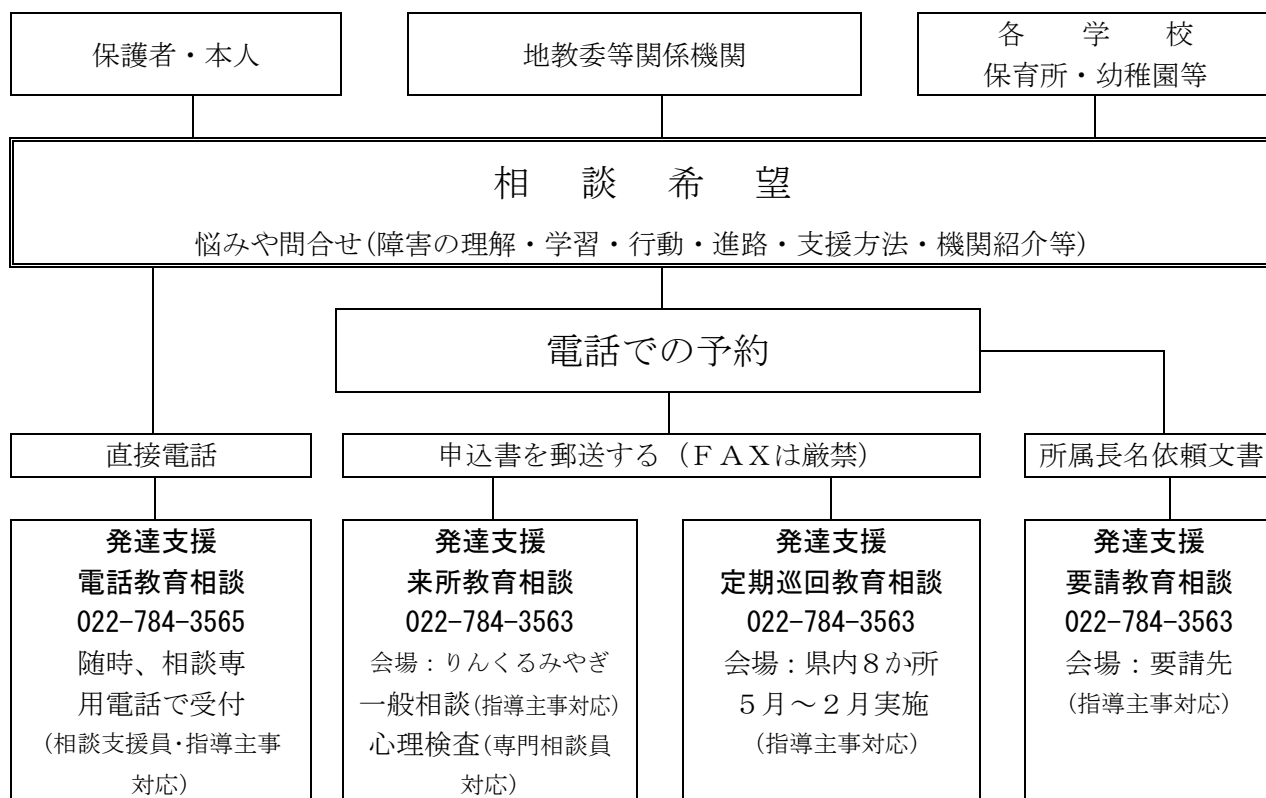 保護者・本人
地教委等関係機関
各　学　校
保育所・幼稚園等
相　談　希　望
悩みや問合せ(障害の理解・学習・行動・進路・支援方法・機関紹介等)
電話での予約
直接電話
申込書を郵送する（ＦＡＸは厳禁）
所属長名依頼文書
発達支援
電話教育相談
022-784-3565
随時、相談専
用電話で受付
(相談支援員・指導主事
対応)
発達支援
来所教育相談
022-784-3563
会場：りんくるみやぎ
一般相談(指導主事対応)
心理検査(専門相談員
対応)
発達支援
定期巡回教育相談
022-784-3563
会場：県内８か所
５月～２月実施
(指導主事対応)
発達支援
要請教育相談
022-784-3563
会場：要請先
(指導主事対応)